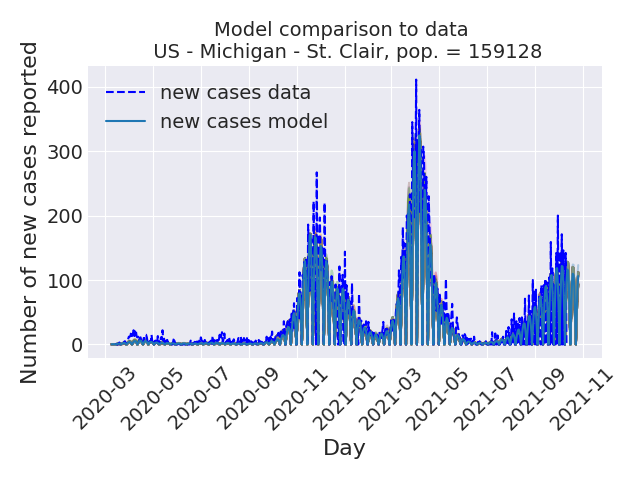 Model comparison to data
US - Michigan - St. Clair, pop. = 159128
Number of new cases reported
400
300
200
100
0
new cases data
new cases model
2020-03
2020-05
2020-07
2020-09
2020-11
2021-01
2021-03
2021-05
2021-07
2021-09
2021-11
Day